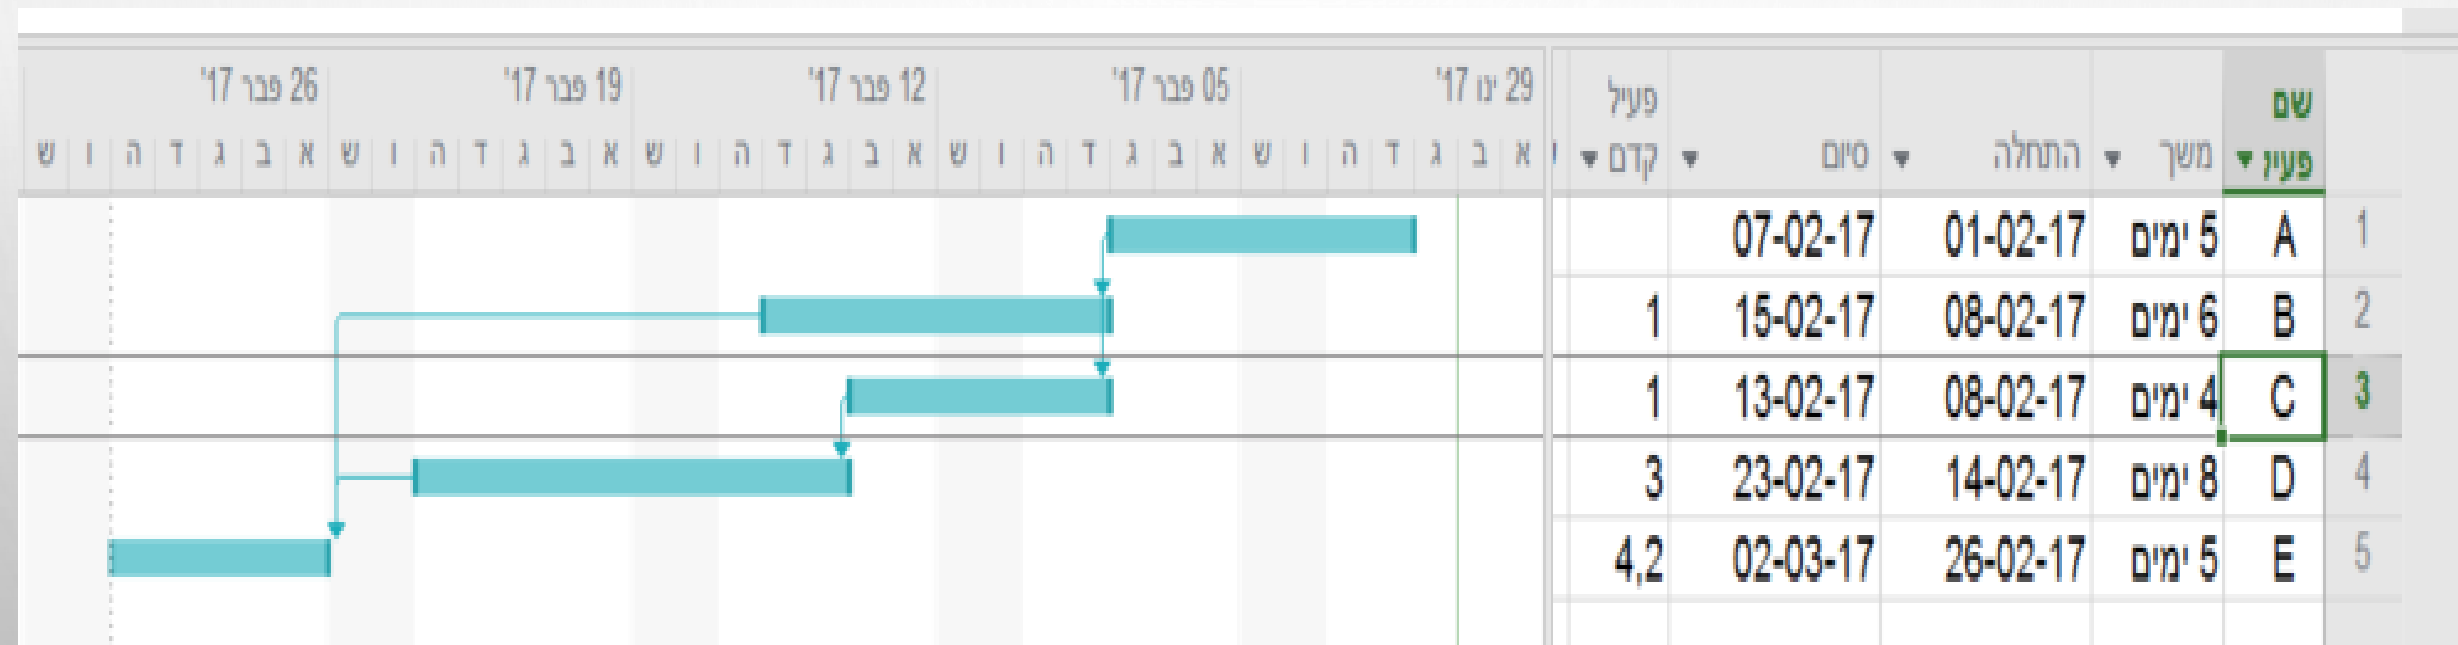 שם פעיל
משך
התחלה
סיום
פעיל קדם
29 ינו '17 05 פבר '17 12 פבר '17 19 פבר '17 26 פבר '17
א ב ג ד ה ו ש א ב ג ד ה ו ש א ב ג ד ה ו ש א ב ג ד ה ו ש א ב ג ד ה ו ש
1 A 5 ימים 01-02-17 07-02-17
2 B 6 ימים 08-02-17 15-02-17 1
3 C 4 ימים 08-02-17 13-02-17 1
4 D 8 ימים 14-02-17 23-02-17 3
5 E 5 ימים 26-02-17 02-03-17 4,2